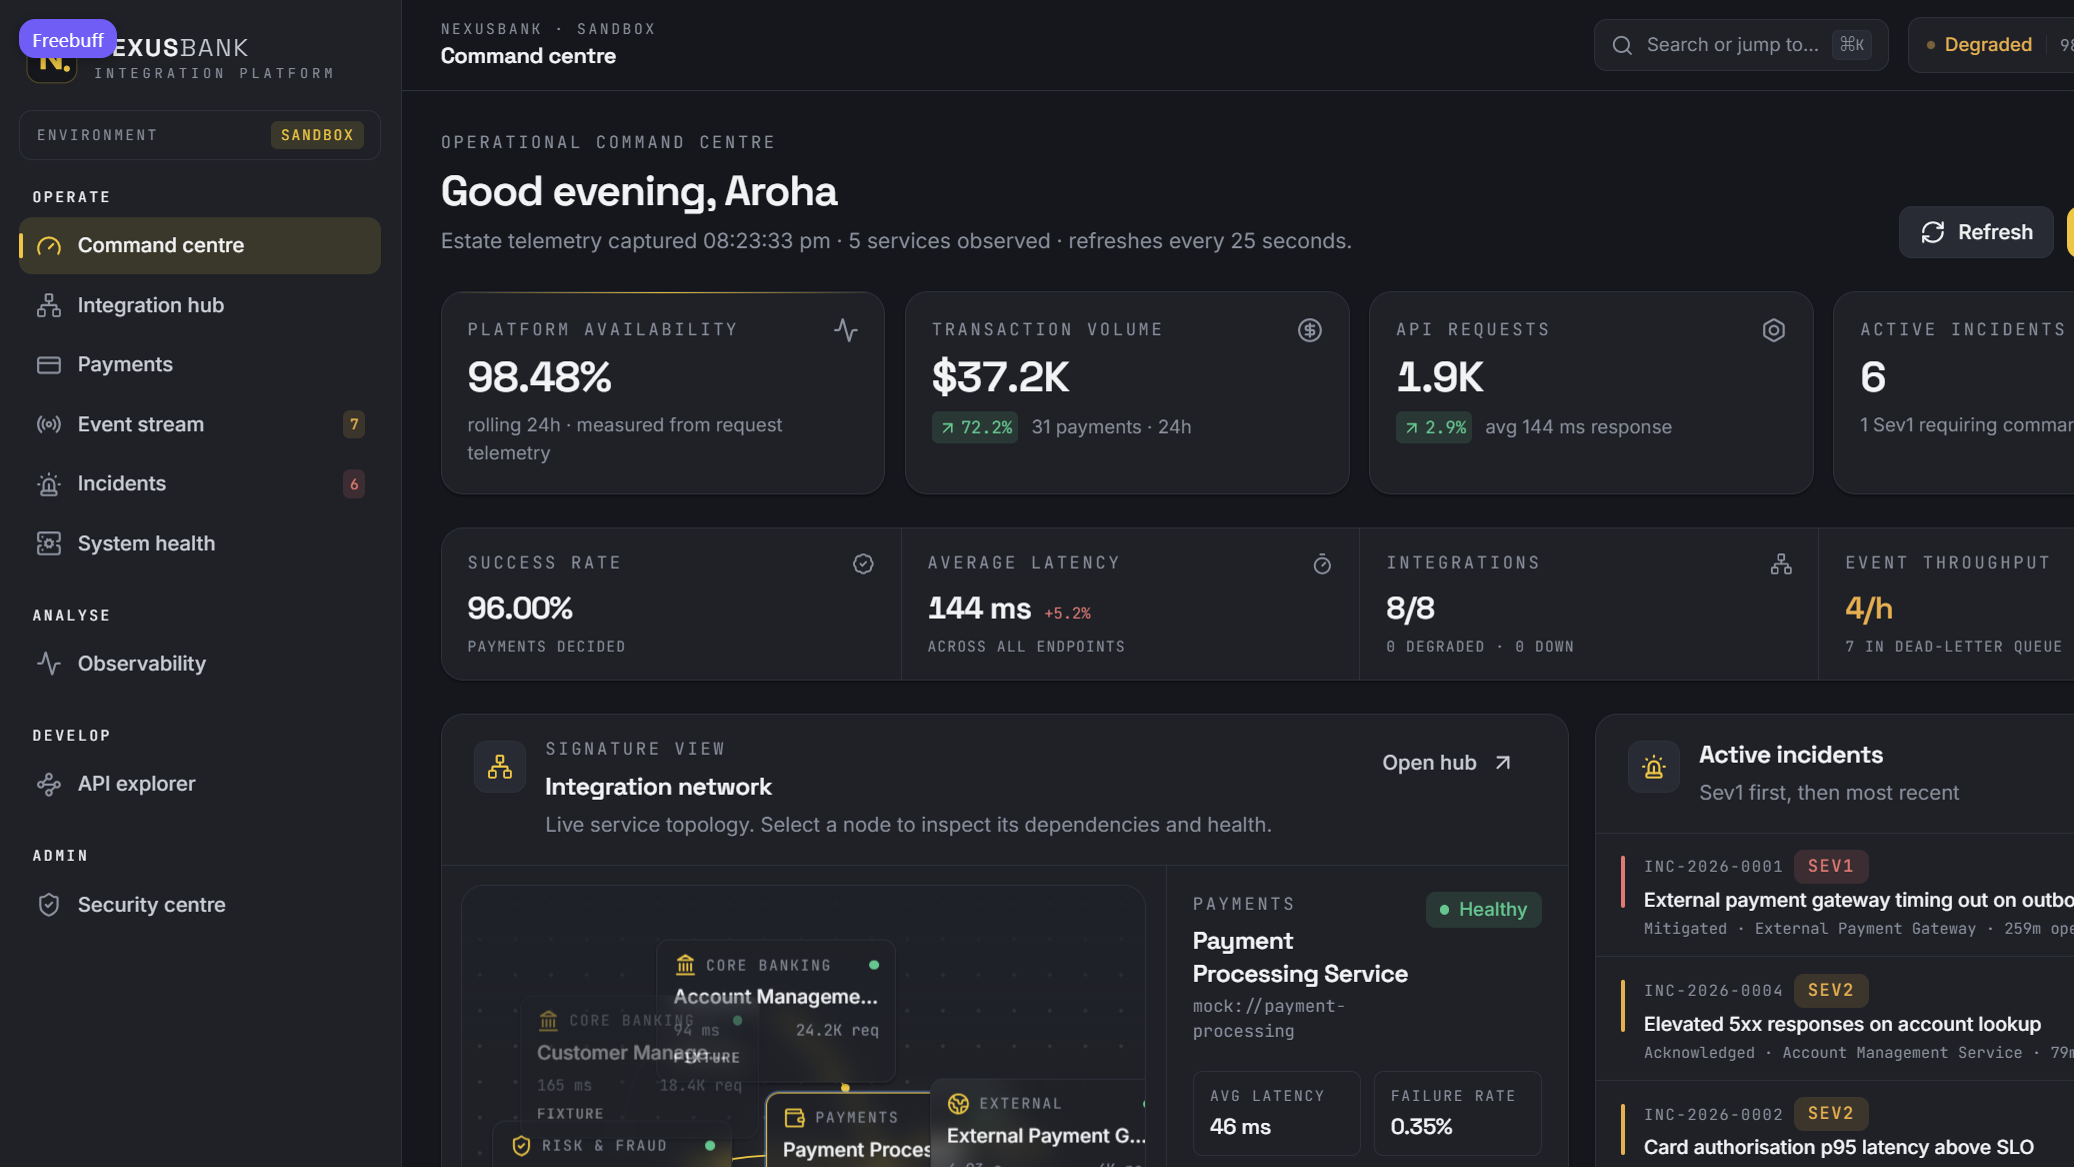 Freebuff
EXUSBANK
N.
INTEGRATION PLATFORM
ENVIRONMENT
SANDBOX
OPERATE
Command centre
Integration hub
Payments
Event stream
7
Incidents
6
System health
ANALYSE
Observability
DEVELOP
API explorer
ADMIN
Security centre
NEXUSBANK · SANDBOX
Command centre
Search or jump to...
⌘K
Degraded
98
OPERATIONAL COMMAND CENTRE
Good evening, Aroha
Estate telemetry captured 08:23:33 pm · 5 services observed · refreshes every 25 seconds.
Refresh
PLATFORM AVAILABILITY
98.48%
rolling 24h · measured from request
telemetry
TRANSACTION VOLUME
$37.2K
72.2%
31 payments · 24h
API REQUESTS
1.9K
2.9%
avg 144 ms response
ACTIVE INCIDENTS
6
1 Sev1 requiring comman
SUCCESS RATE
96.00%
PAYMENTS DECIDED
AVERAGE LATENCY
144 ms +5.2%
ACROSS ALL ENDPOINTS
INTEGRATIONS
8/8
0 DEGRADED · 0 DOWN
EVENT THROUGHPUT
4/h
7 IN DEAD-LETTER QUEUE
SIGNATURE VIEW
Integration network
Live service topology. Select a node to inspect its dependencies and health.
Open hub
CORE BANKING
Account Manageme...
94 ms
24.2K req
FIXTURE
CORE BANKING
Customer Manage...
165 ms
18.4K req
FIXTURE
RISK & FRAUD
PAYMENTS
Payment Proces
EXTERNAL
External Payment G...
PAYMENTS
Healthy
Payment
Processing Service
mock://payment-
processing
AVG LATENCY
46 ms
FAILURE RATE
0.35%
Active incidents
Sev1 first, then most recent
INC-2026-0001
SEV1
External payment gateway timing out on outbo
Mitigated · External Payment Gateway · 259m ope
INC-2026-0004
SEV2
Elevated 5xx responses on account lookup
Acknowledged · Account Management Service · 79m
INC-2026-0002
SEV2
Card authorisation p95 latency above SLO